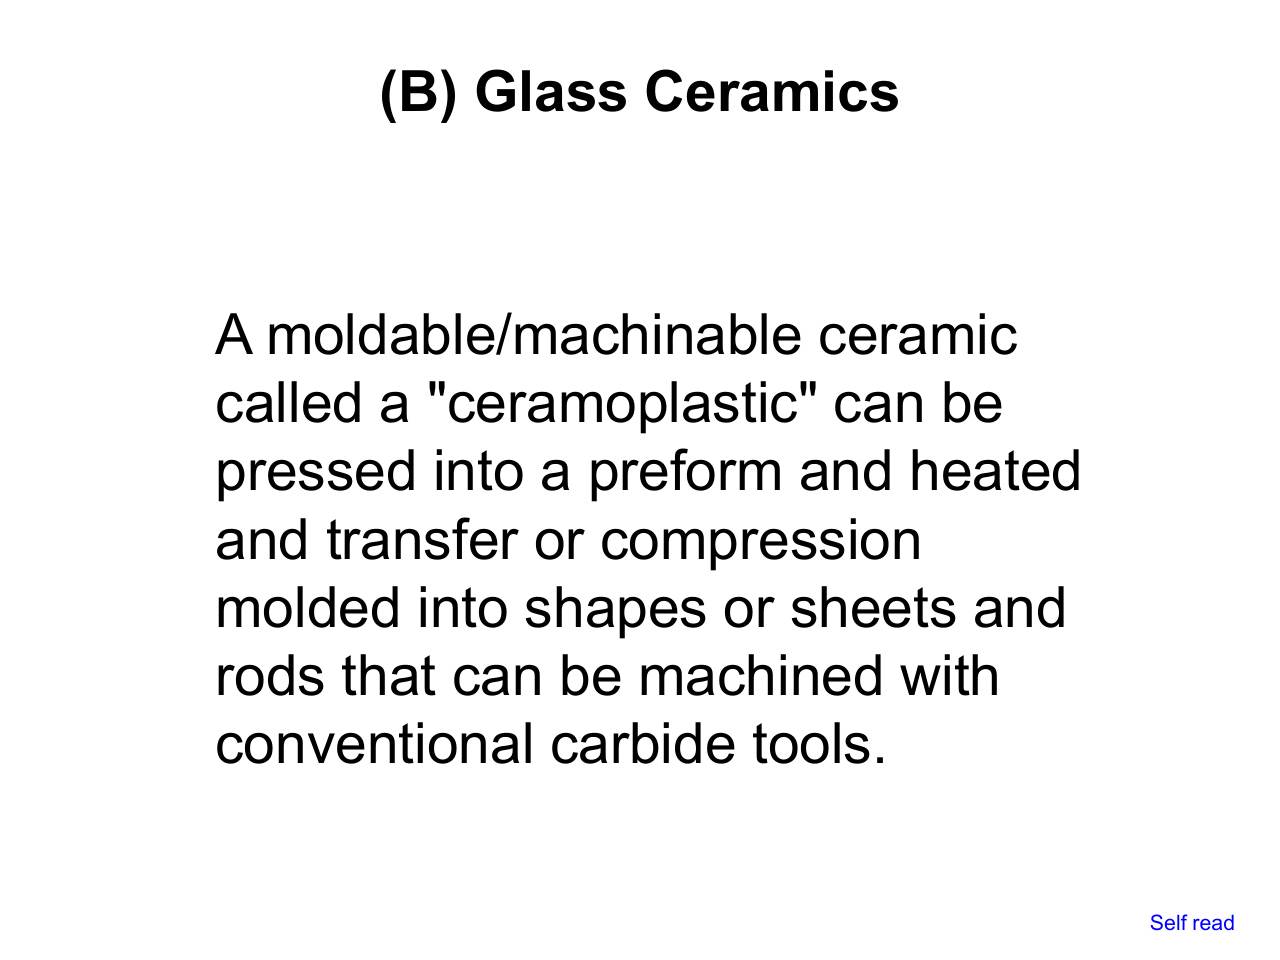 (B) Glass Ceramics
A moldable/machinable ceramic
called a "ceramoplastic" can be
pressed into a preform and heated
and transfer or compression
molded into shapes or sheets and
rods that can be machined with
conventional carbide tools.
Self read